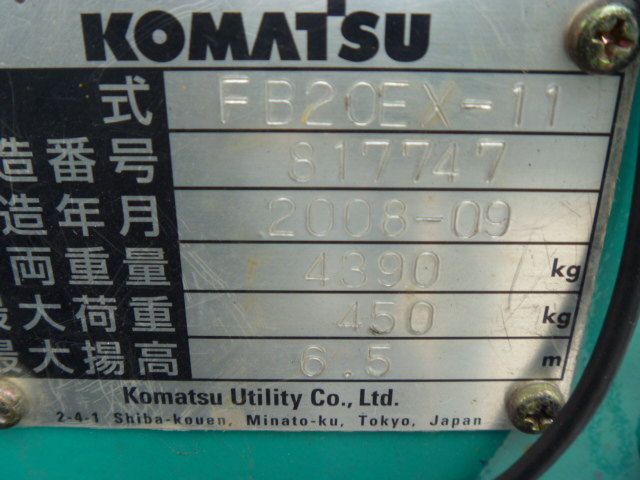 KOMATSU
式 FB20EX-11
造番号 817747
造年月 2008-09
両重量 4390 kg
最大荷重 450 kg
最大揚高 6.5 m
Komatsu Utility Co., Ltd.
2-4-1 Shiba-kouen, Minato-ku, Tokyo, Japan